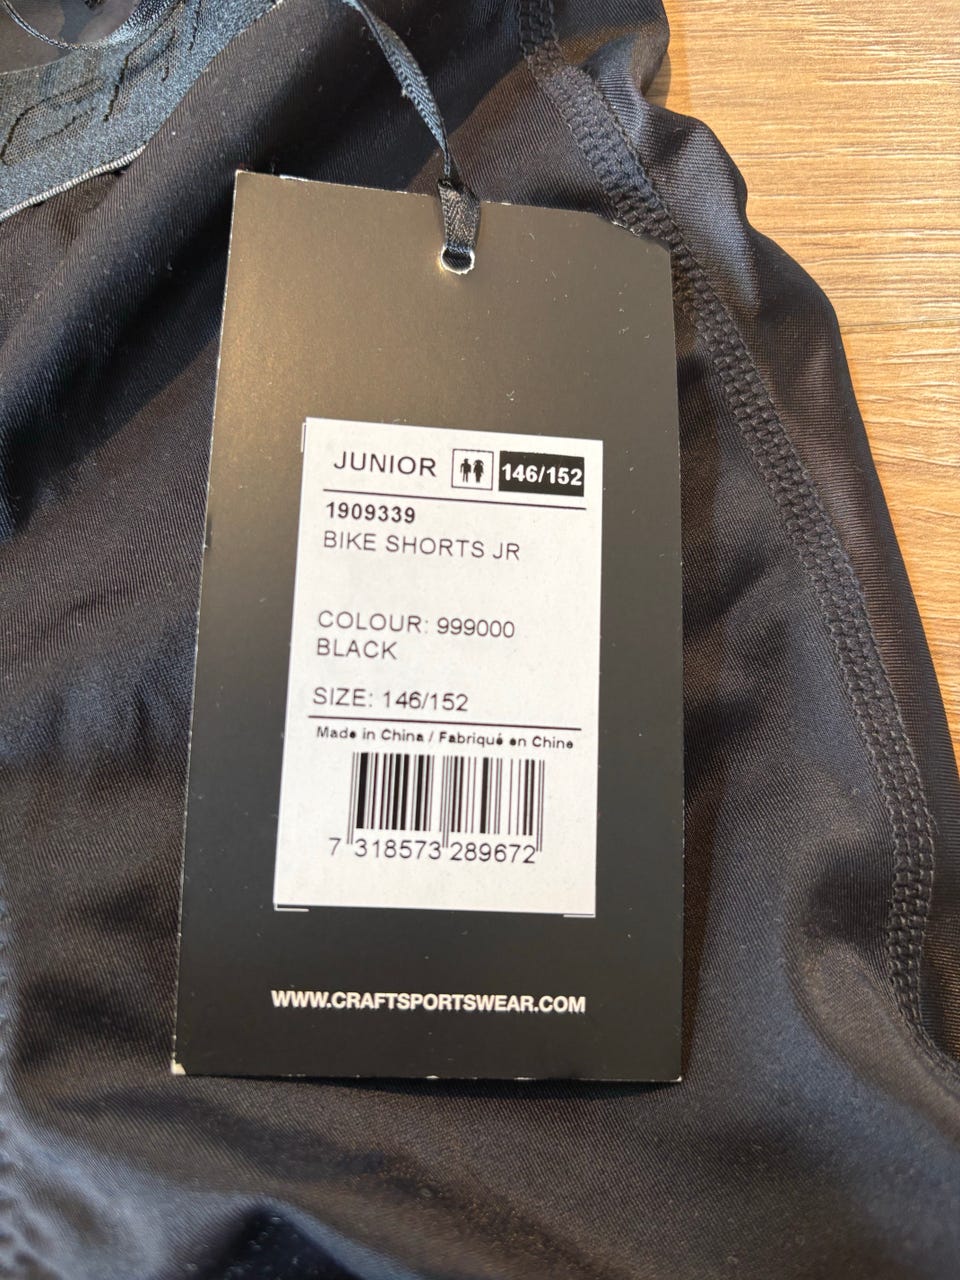 JUNIOR 146/152
1909339
BIKE SHORTS JR
COLOUR: 999000
BLACK
SIZE: 146/152
Made in China / Fabriqué en Chine
7 318573 289672
WWW.CRAFTSPORTSWEAR.COM